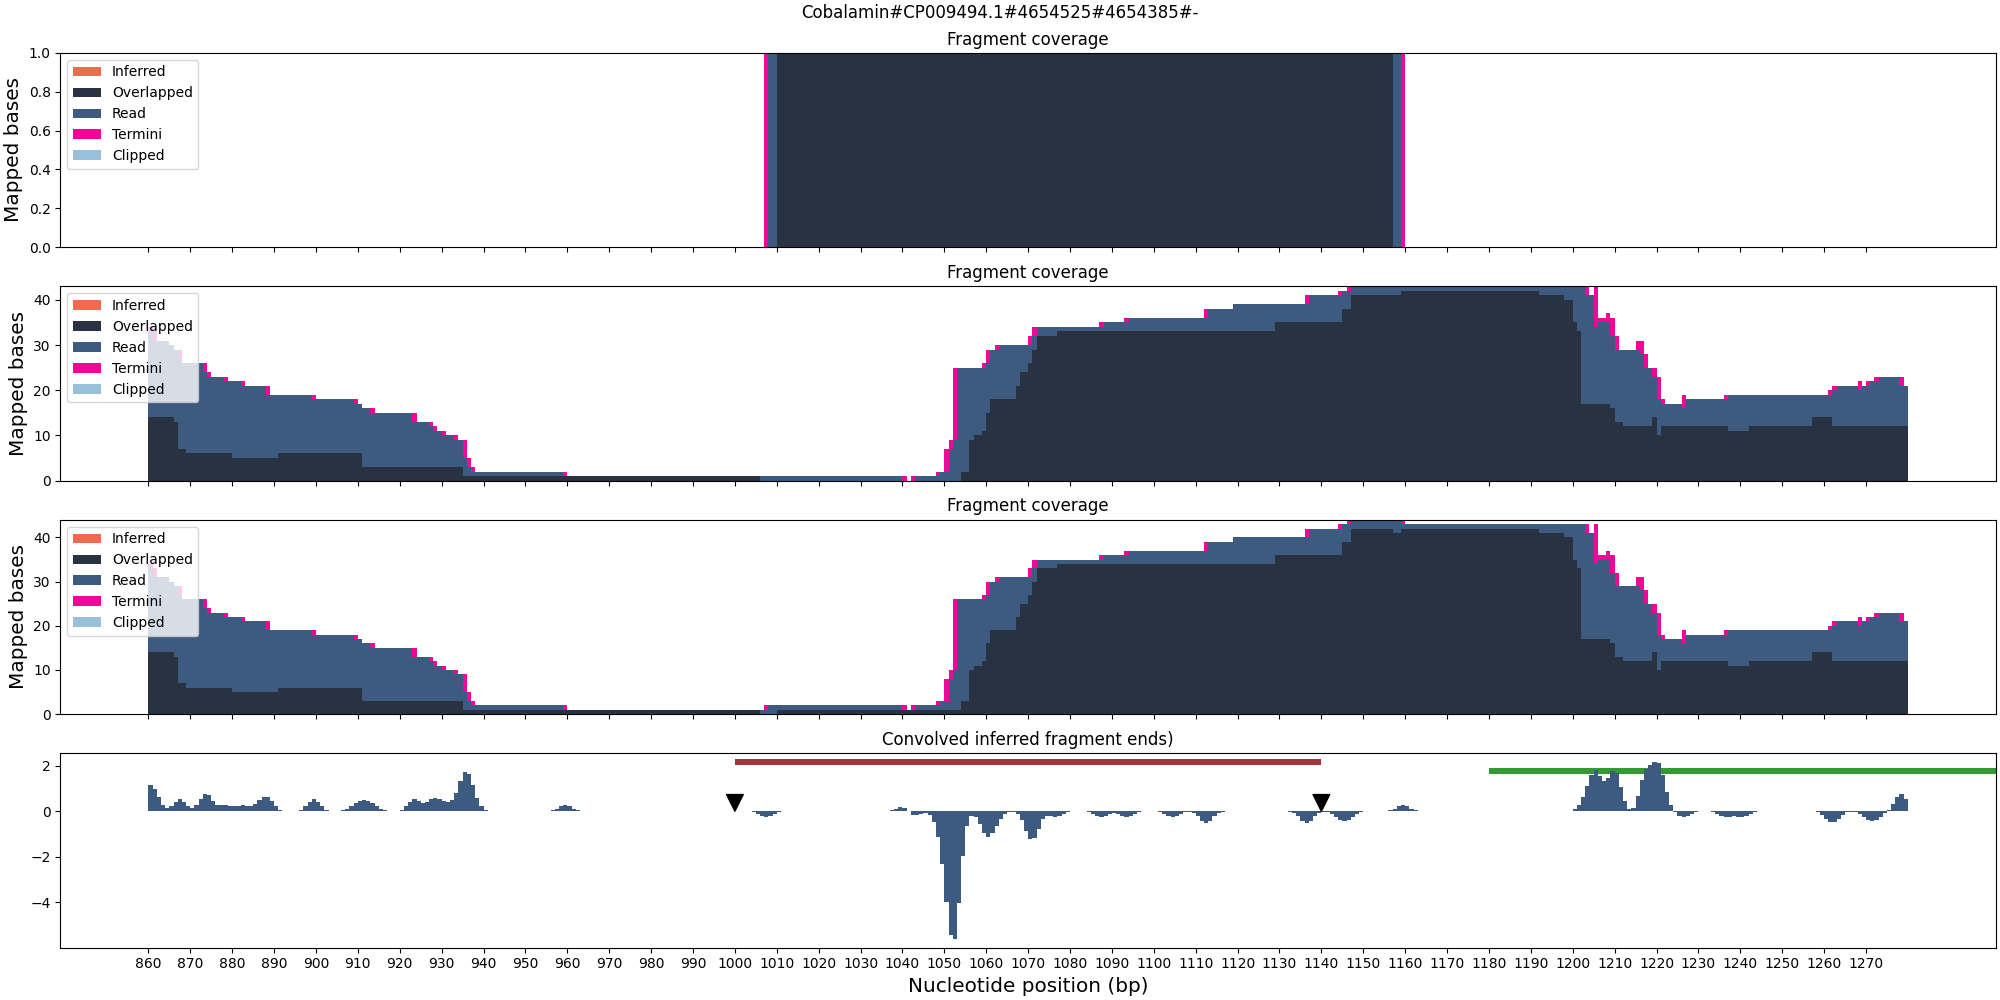 Cobalamin#CP009494.1#4654525#4654385#-
Fragment coverage
Mapped bases
1.0
0.8
0.6
0.4
0.2
0.0
Inferred
Overlapped
Read
Termini
Clipped
Fragment coverage
Mapped bases
40
30
20
10
0
Inferred
Overlapped
Read
Termini
Clipped
Fragment coverage
Mapped bases
40
30
20
10
0
Inferred
Overlapped
Read
Termini
Clipped
Convolved inferred fragment ends)
2
0
−2
−4
860 870 880 890 900 910 920 930 940 950 960 970 980 990 1000 1010 1020 1030 1040 1050 1060 1070 1080 1090 1100 1110 1120 1130 1140 1150 1160 1170 1180 1190 1200 1210 1220 1230 1240 1250 1260 1270
Nucleotide position (bp)